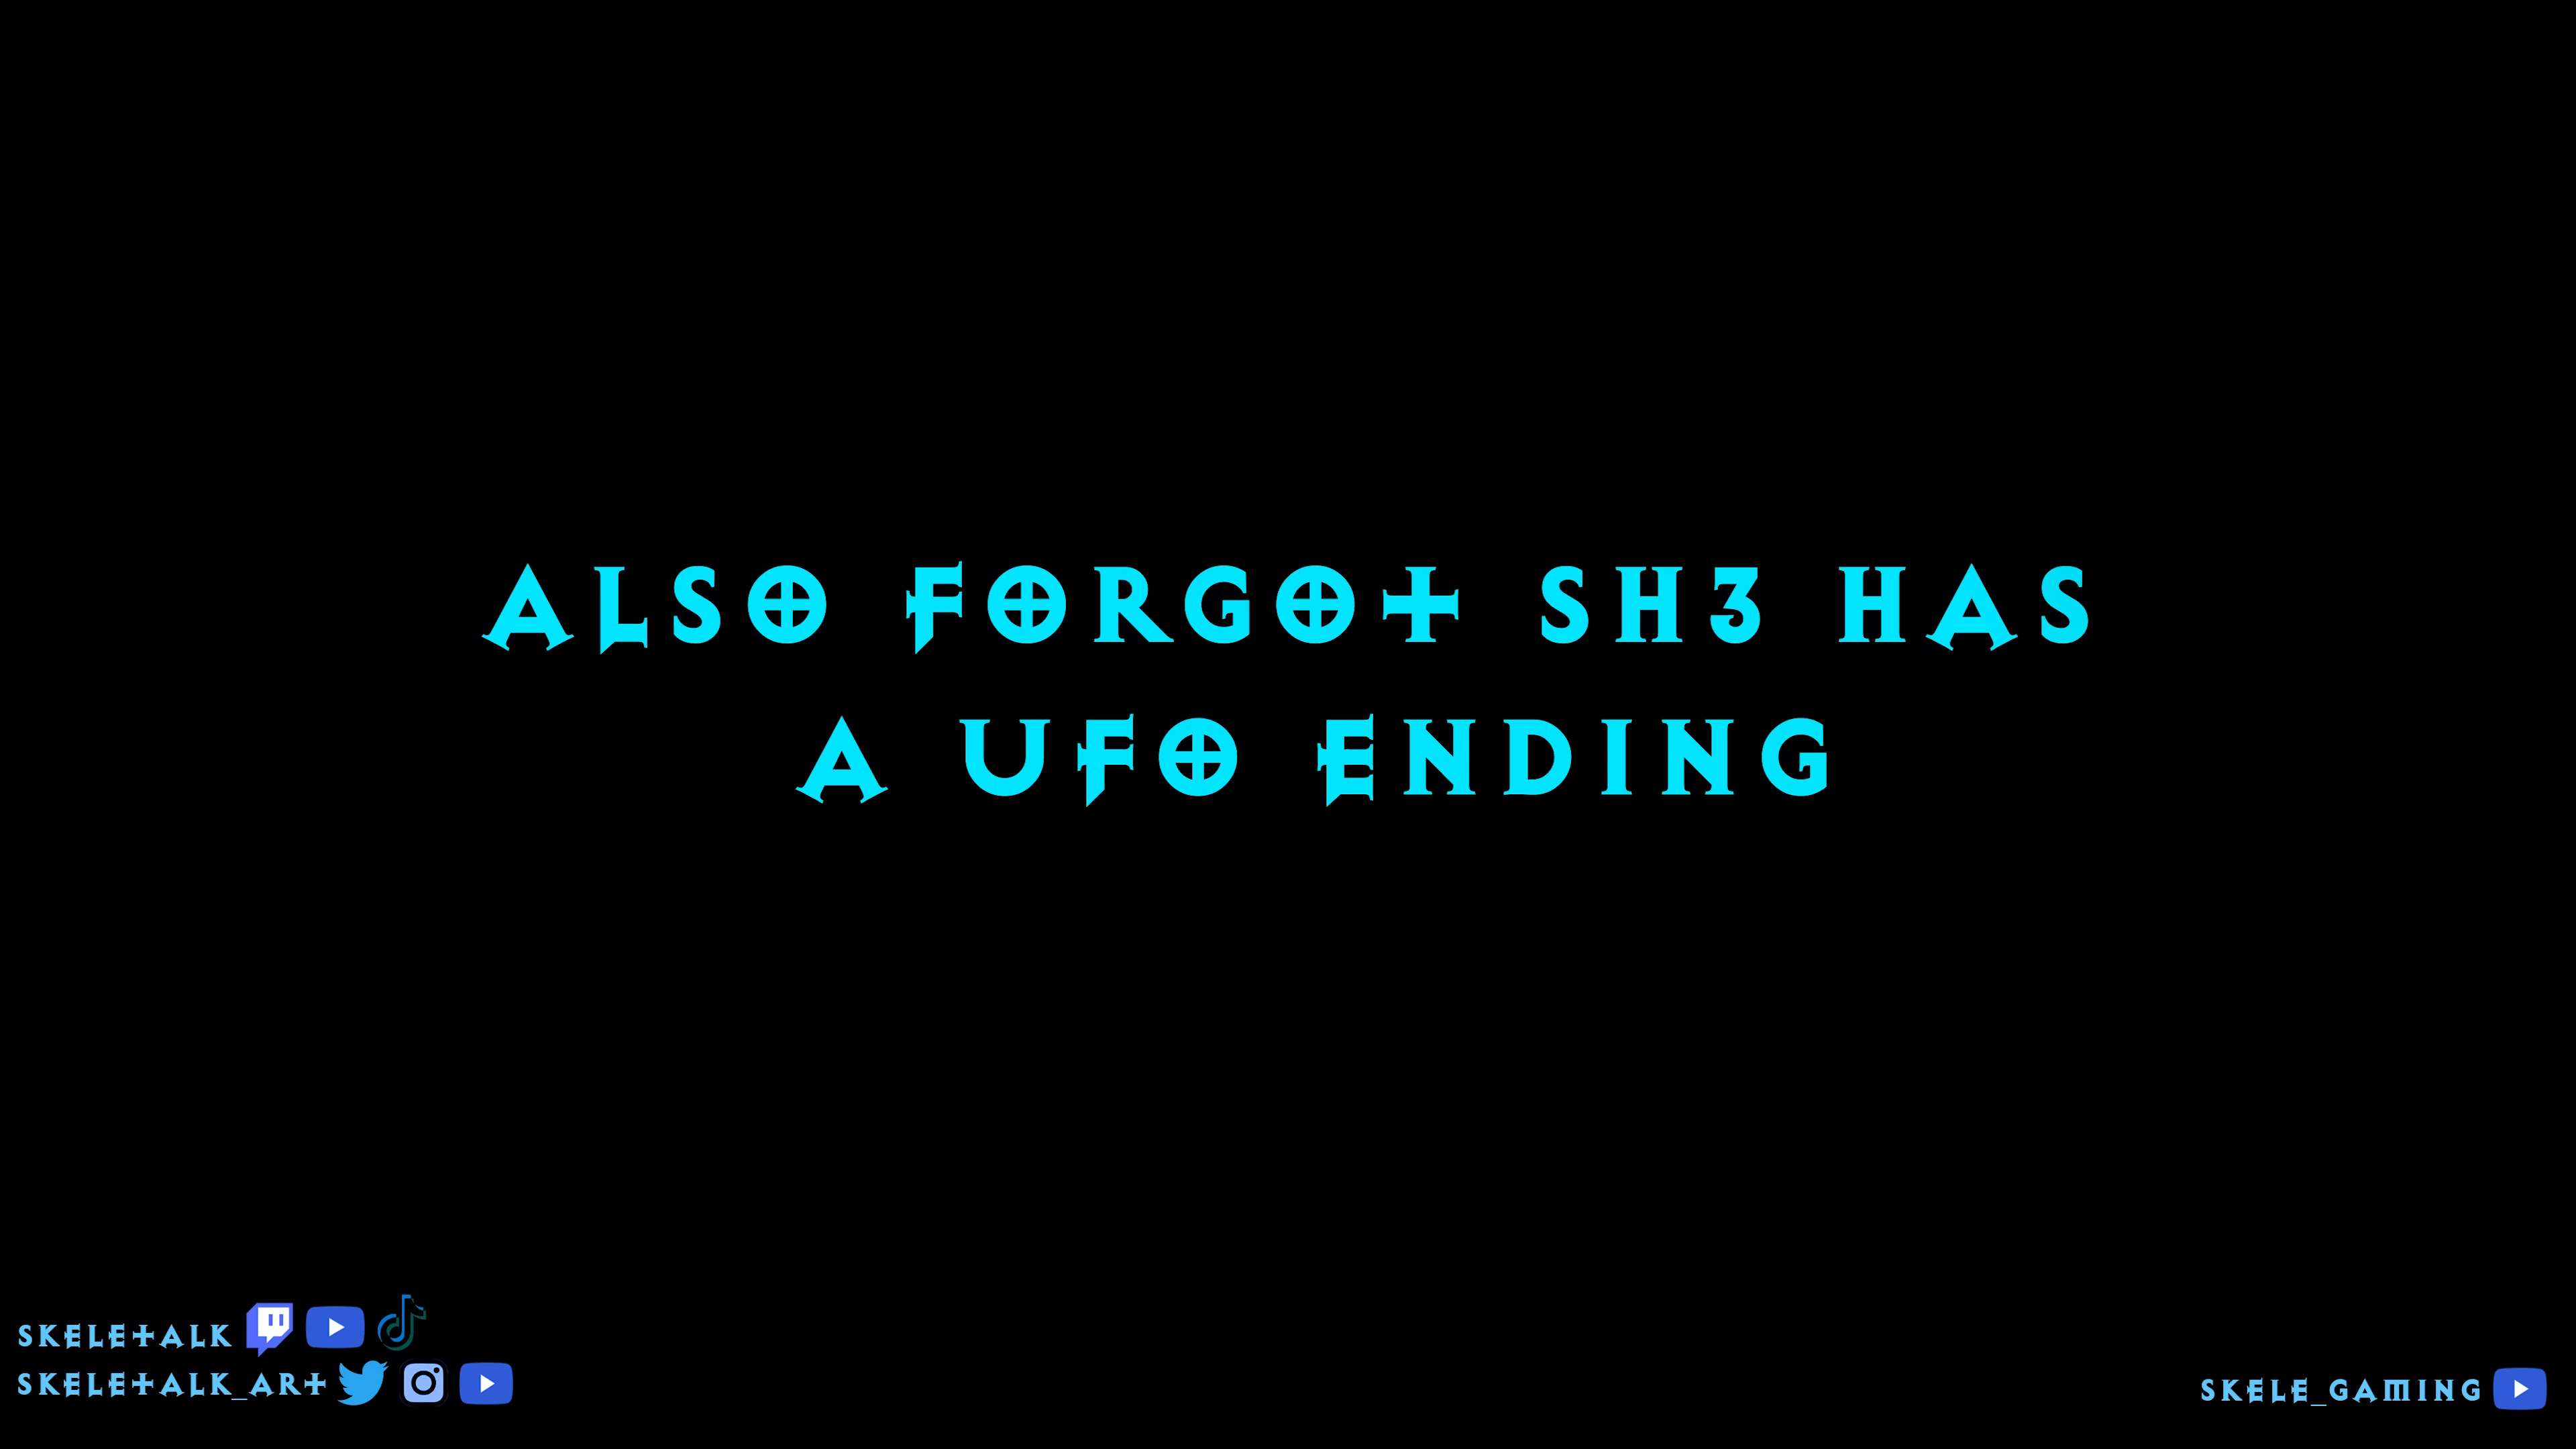 ALSO FORGOT SH3 HAS
A UFO ENDING
SKELETALK
SKELETALK_ART
SKELE_GAMING